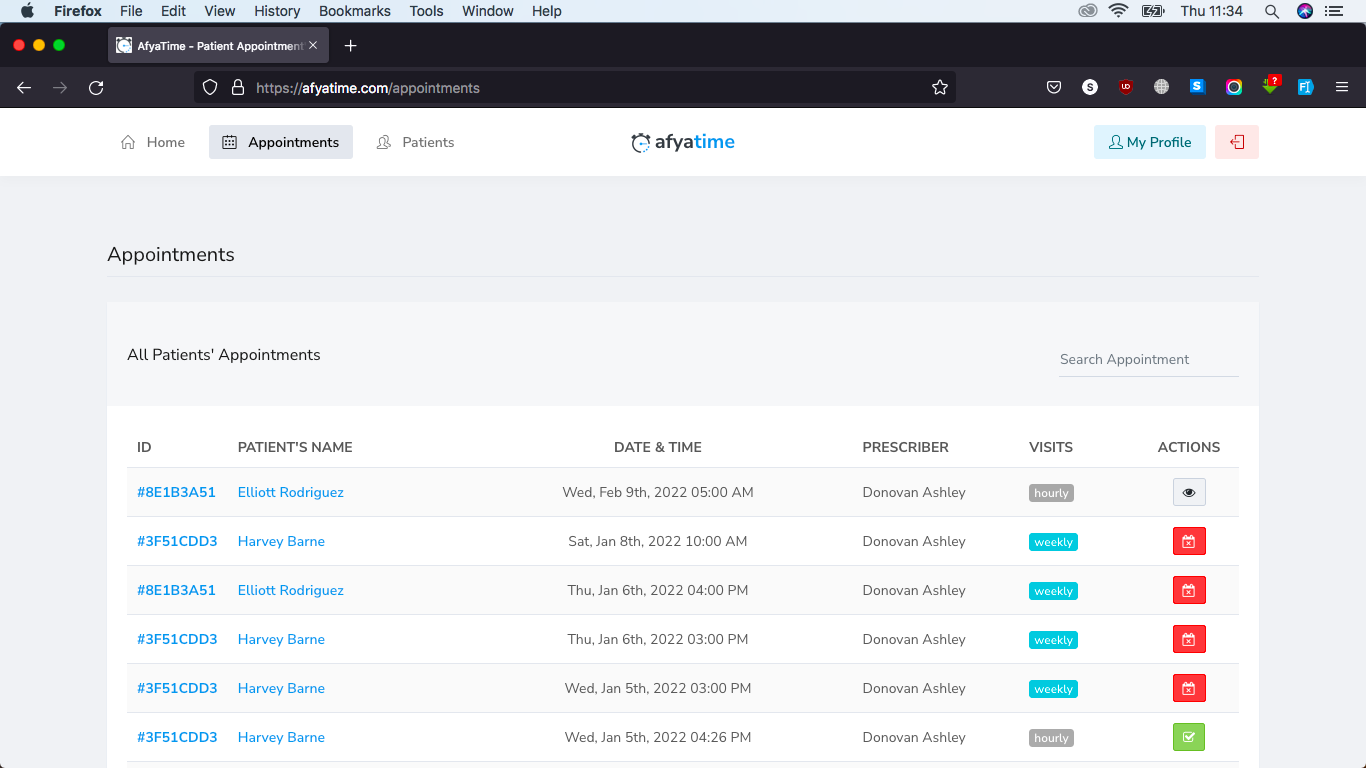 Firefox File Edit View History Bookmarks Tools Window Help Thu 11:34
AfyaTime - Patient Appointment
https://afyatime.com/appointments
Home Appointments Patients afyatime My Profile
Appointments
All Patients' Appointments
Search Appointment
ID PATIENT'S NAME DATE & TIME PRESCRIBER VISITS ACTIONS
#8E1B3A51 Elliott Rodriguez Wed, Feb 9th, 2022 05:00 AM Donovan Ashley hourly
#3F51CDD3 Harvey Barne Sat, Jan 8th, 2022 10:00 AM Donovan Ashley weekly
#8E1B3A51 Elliott Rodriguez Thu, Jan 6th, 2022 04:00 PM Donovan Ashley weekly
#3F51CDD3 Harvey Barne Thu, Jan 6th, 2022 03:00 PM Donovan Ashley weekly
#3F51CDD3 Harvey Barne Wed, Jan 5th, 2022 03:00 PM Donovan Ashley weekly
#3F51CDD3 Harvey Barne Wed, Jan 5th, 2022 04:26 PM Donovan Ashley hourly